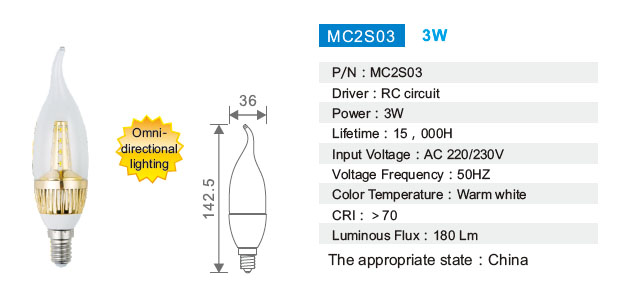 MC2S03 3W
P/N：MC2S03
Driver：RC circuit
Power：3W
Lifetime：15，000H
Input Voltage：AC 220/230V
Voltage Frequency：50HZ
Color Temperature：Warm white
CRI：＞70
Luminous Flux：180 Lm
The appropriate state：China
Omni-
directional
lighting
36
142.5